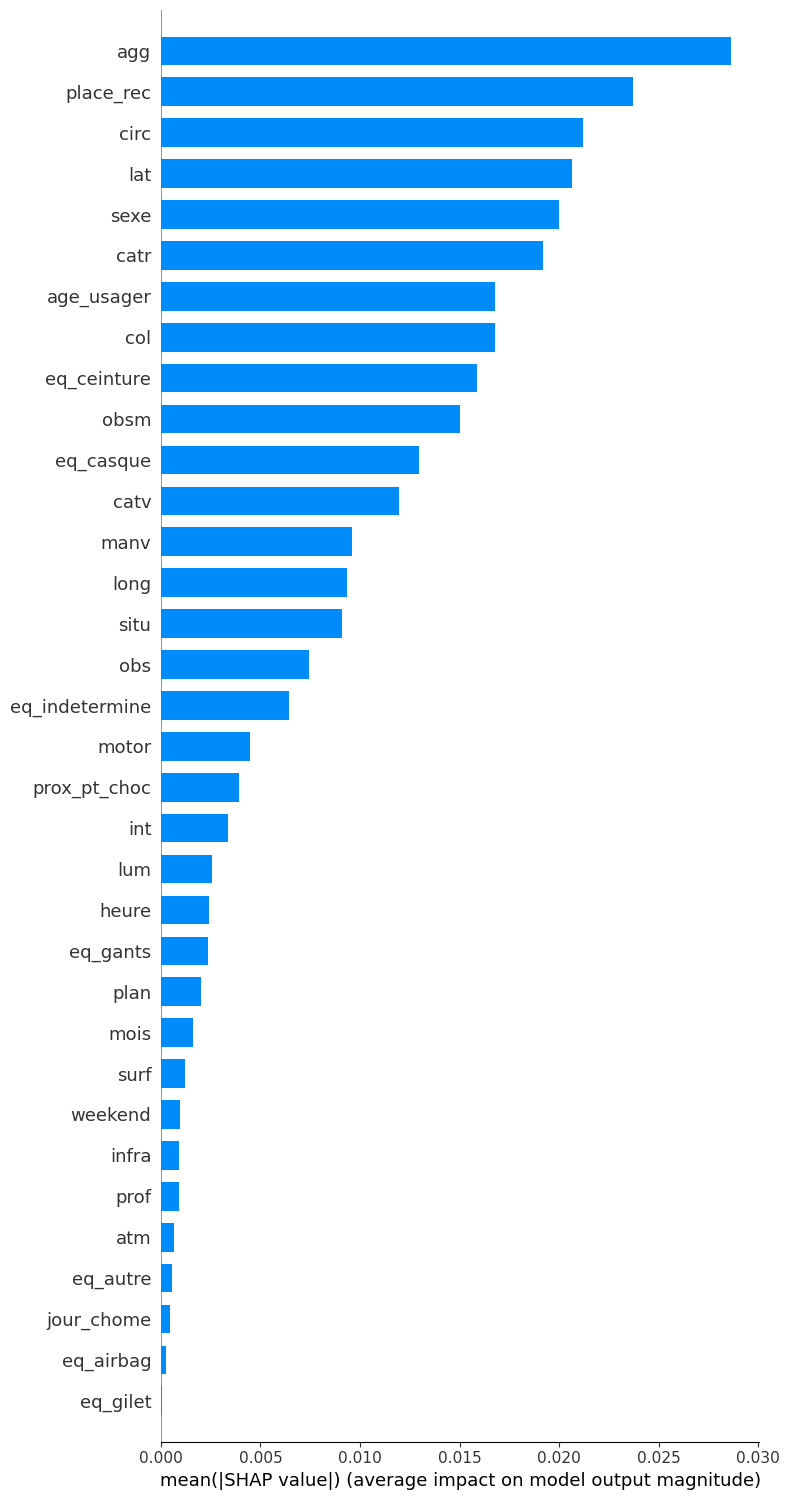 agg
place_rec
circ
lat
sexe
catr
age_usager
col
eq_ceinture
obsm
eq_casque
catv
manv
long
situ
obs
eq_indetermine
motor
prox_pt_choc
int
lum
heure
eq_gants
plan
mois
surf
weekend
infra
prof
atm
eq_autre
jour_chome
eq_airbag
eq_gilet
0.000 0.005 0.010 0.015 0.020 0.025 0.030
mean(|SHAP value|) (average impact on model output magnitude)